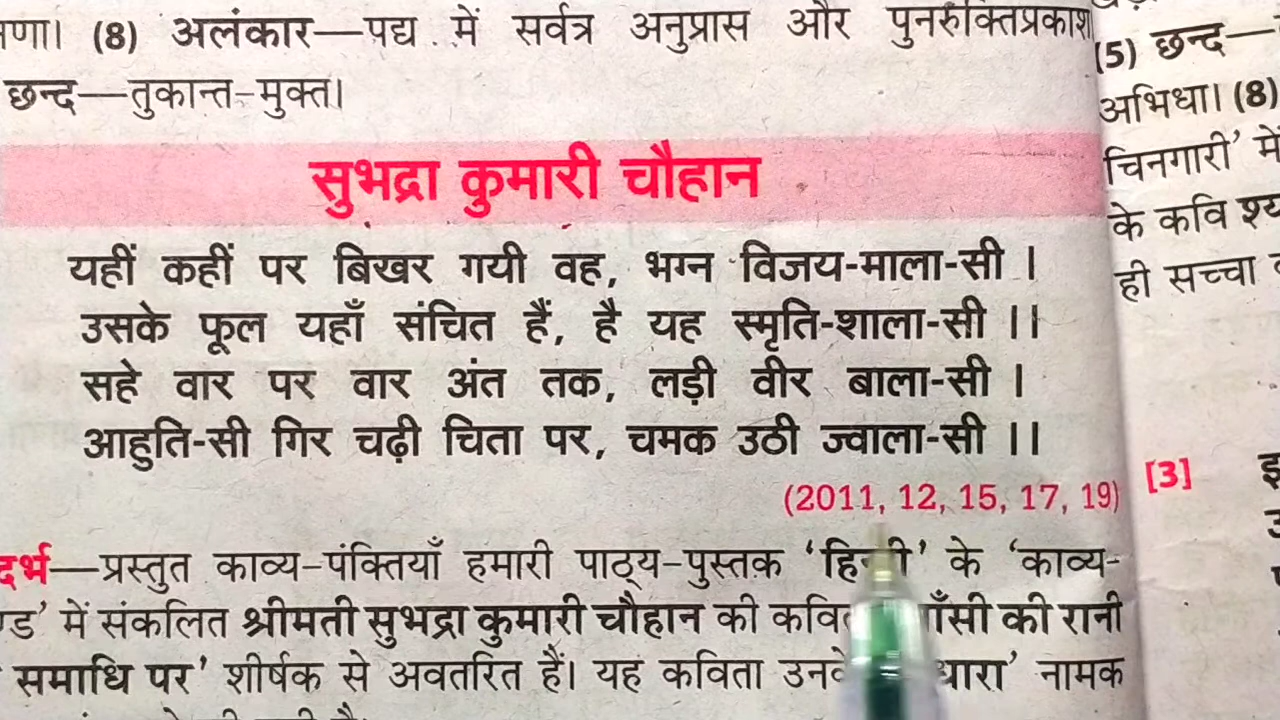 (8) अलंकार—पद्य में सर्वत्र अनुप्रास और पुनरुक्तिप्रकाश
छन्द—तुकान्त-मुक्त।
सुभद्रा कुमारी चौहान
यहीं कहीं पर बिखर गयी वह, भग्न विजय-माला-सी ।
उसके फूल यहाँ संचित हैं, है यह स्मृति-शाला-सी ।।
सहे वार पर वार अंत तक, लड़ी वीर बाला-सी ।
आहुति-सी गिर चढ़ी चिता पर, चमक उठी ज्वाला-सी ।।
(2011, 12, 15, 17, 19)
प्रस्तुत काव्य-पंक्तियाँ हमारी पाठ्य-पुस्तक के 'काव्य-
में संकलित श्रीमती सुभद्रा कुमारी चौहान की की रानी
समाधि पर' शीर्षक से अवतरित हैं। यह कविता नामक
(5) छन्द—
अभिधा। (8)
चिनगारी' में
के कवि
ही सच्चा
[3]